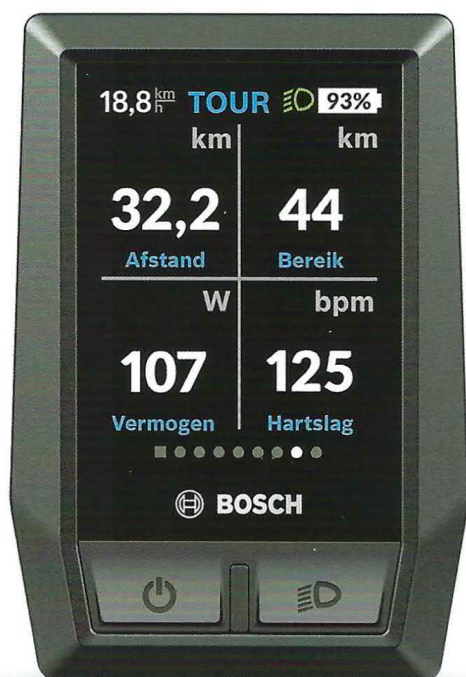 18,8 km/h TOUR 93%
km km
32,2 44
Afstand Bereik
W bpm
107 125
Vermogen Hartslag
BOSCH